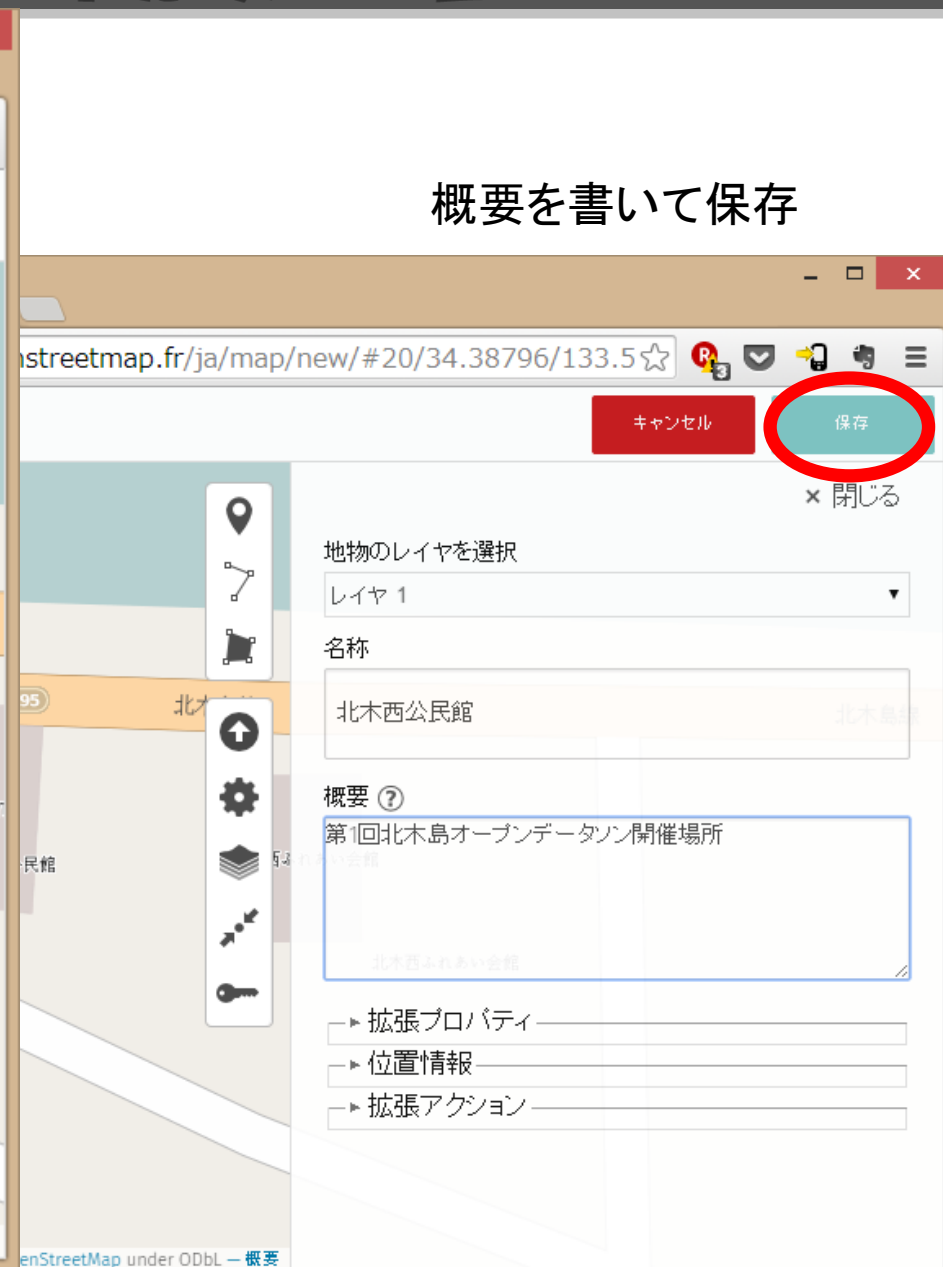 概要を書いて保存
nstreetmap.fr/ja/map/new/#20/34.38796/133.5
3
キャンセル
保存
× 閉じる
地物のレイヤを選択
レイヤ 1
名称
北木西公民館
北木島線
95
概要 ?
第1回北木島オープンデータソン開催場所
民館
北木西ふれあい会館
拡張プロパティ
位置情報
拡張アクション
enStreetMap under ODbL — 概要